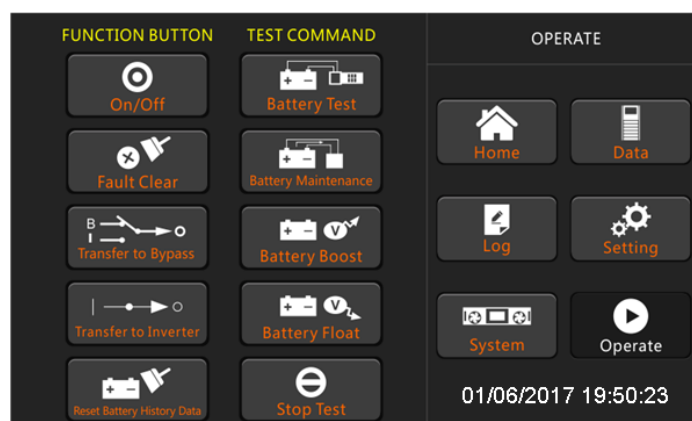 FUNCTION BUTTON
On/Off
Fault Clear
B
I
Transfer to Bypass
Transfer to Inverter
Reset Battery History Data
TEST COMMAND
Battery Test
Battery Maintenance
V
Battery Boost
V
Battery Float
Stop Test
OPERATE
Home
Data
Log
Setting
System
Operate
01/06/2017 19:50:23